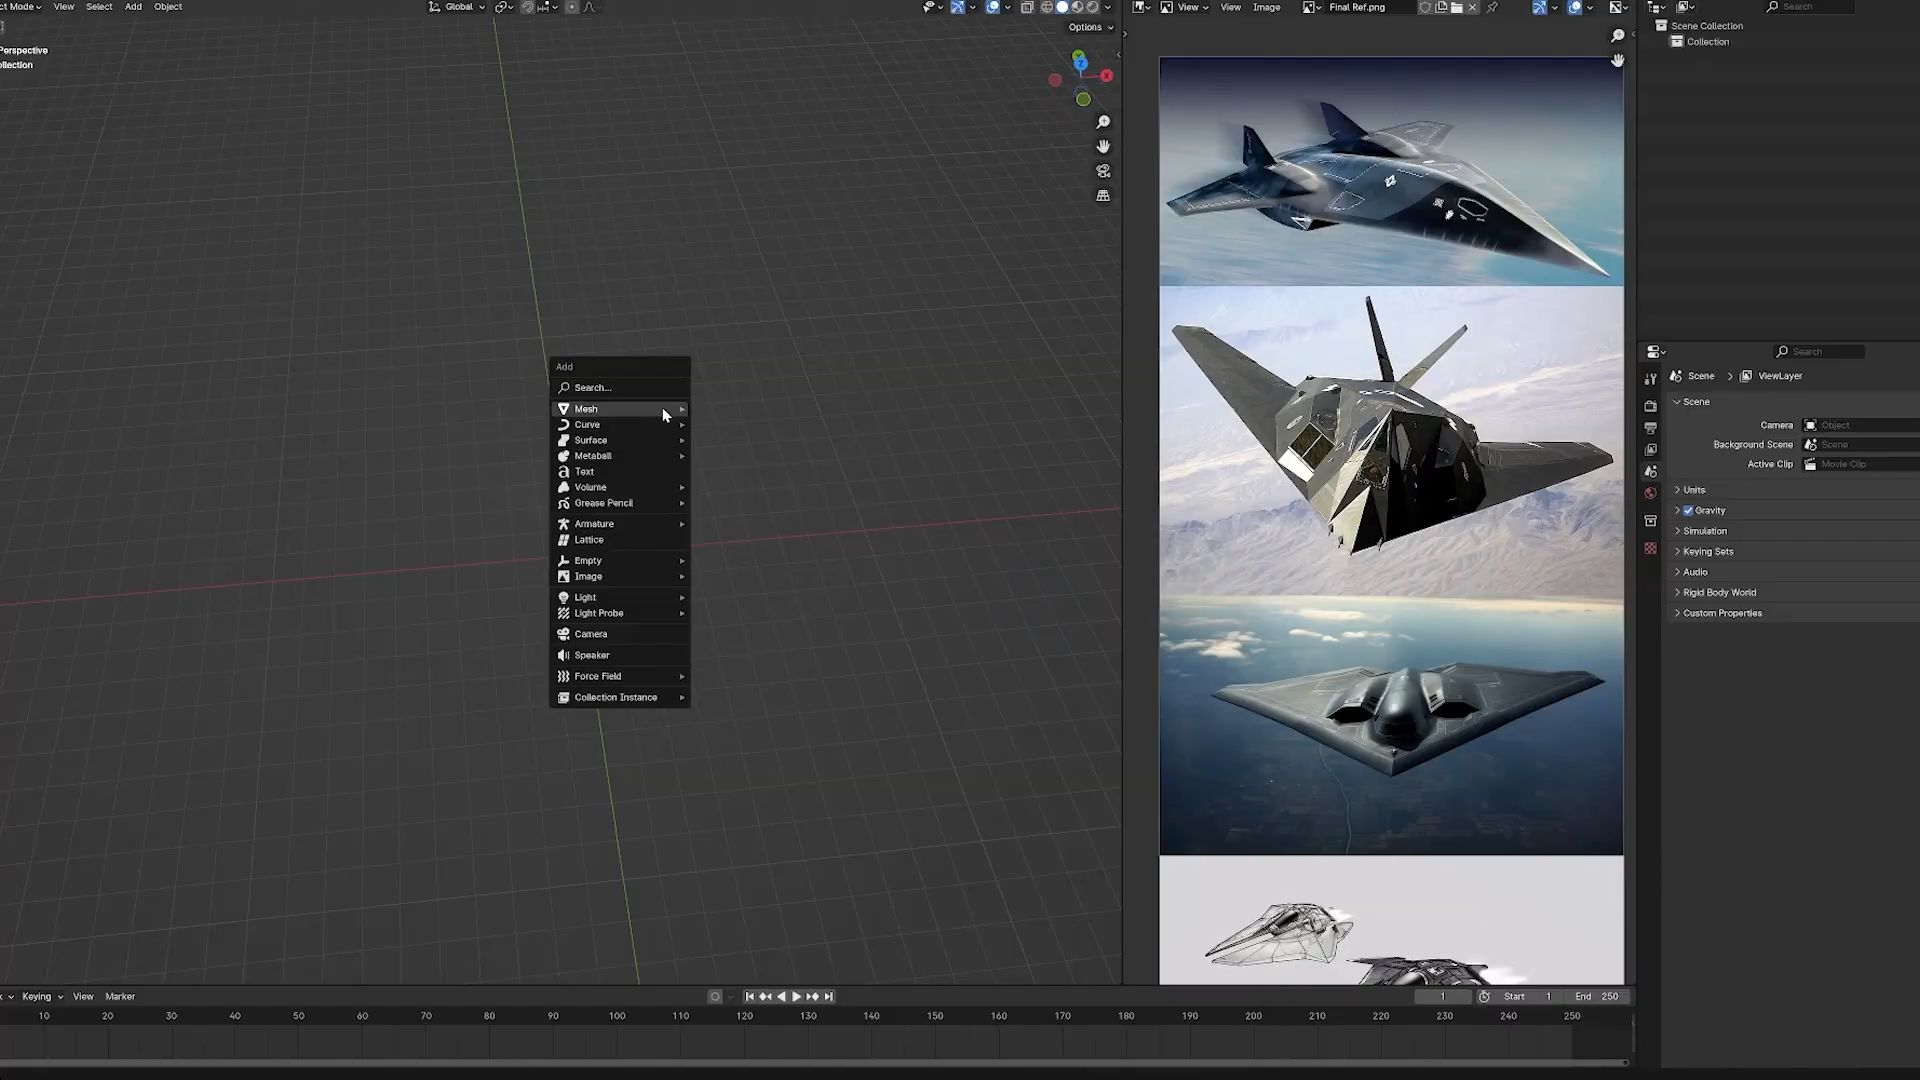 ct Mode View Select Add Object Global
View View Image Final Ref.png
Search
Options
Perspective
ollection
Scene Collection
Collection
Z
X
Add
Search...
Mesh
Curve
Surface
Metaball
Text
Volume
Grease Pencil
Armature
Lattice
Empty
Image
Light
Light Probe
Camera
Speaker
Force Field
Collection Instance
Search
Scene ViewLayer
Scene
Camera Object
Background Scene Scene
Active Clip Movie Clip
Units
Gravity
Simulation
Keying Sets
Audio
Rigid Body World
Custom Properties
Keying View Marker
1 Start 1 End 250
10 20 30 40 50 60 70 80 90 100 110 120 130 140 150 160 170 180 190 200 210 220 230 240 250